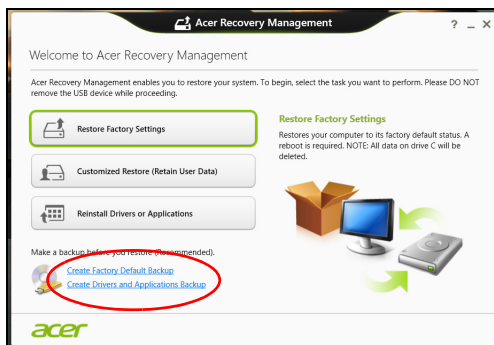 Acer Recovery Management
? _ X
Welcome to Acer Recovery Management
Acer Recovery Management enables you to restore your system. To begin, select the task you want to perform. Please DO NOT
remove the USB device while proceeding.
Restore Factory Settings
Customized Restore (Retain User Data)
Reinstall Drivers or Applications
Restore Factory Settings
Restores your computer to its factory default status. A
reboot is required. NOTE: All data on drive C will be
deleted.
Make a backup before you restore (Recommended).
Create Factory Default Backup
Create Drivers and Applications Backup
acer